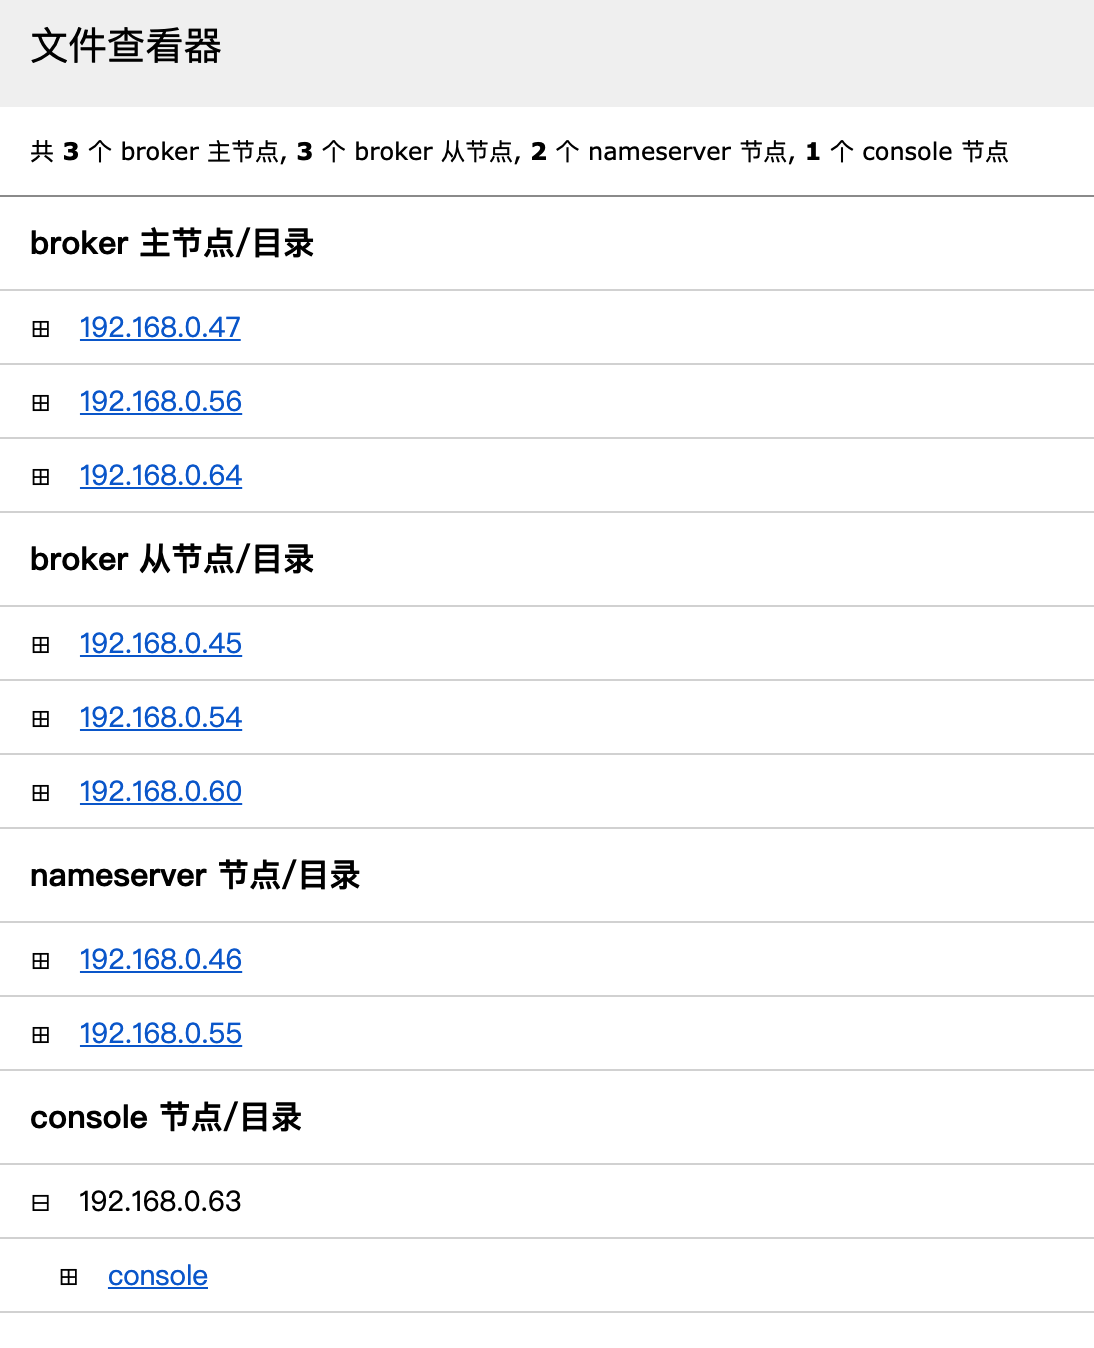 文件查看器
共 3 个 broker 主节点, 3 个 broker 从节点, 2 个 nameserver 节点, 1 个 console 节点
broker 主节点/目录
192.168.0.47
192.168.0.56
192.168.0.64
broker 从节点/目录
192.168.0.45
192.168.0.54
192.168.0.60
nameserver 节点/目录
192.168.0.46
192.168.0.55
console 节点/目录
192.168.0.63
console